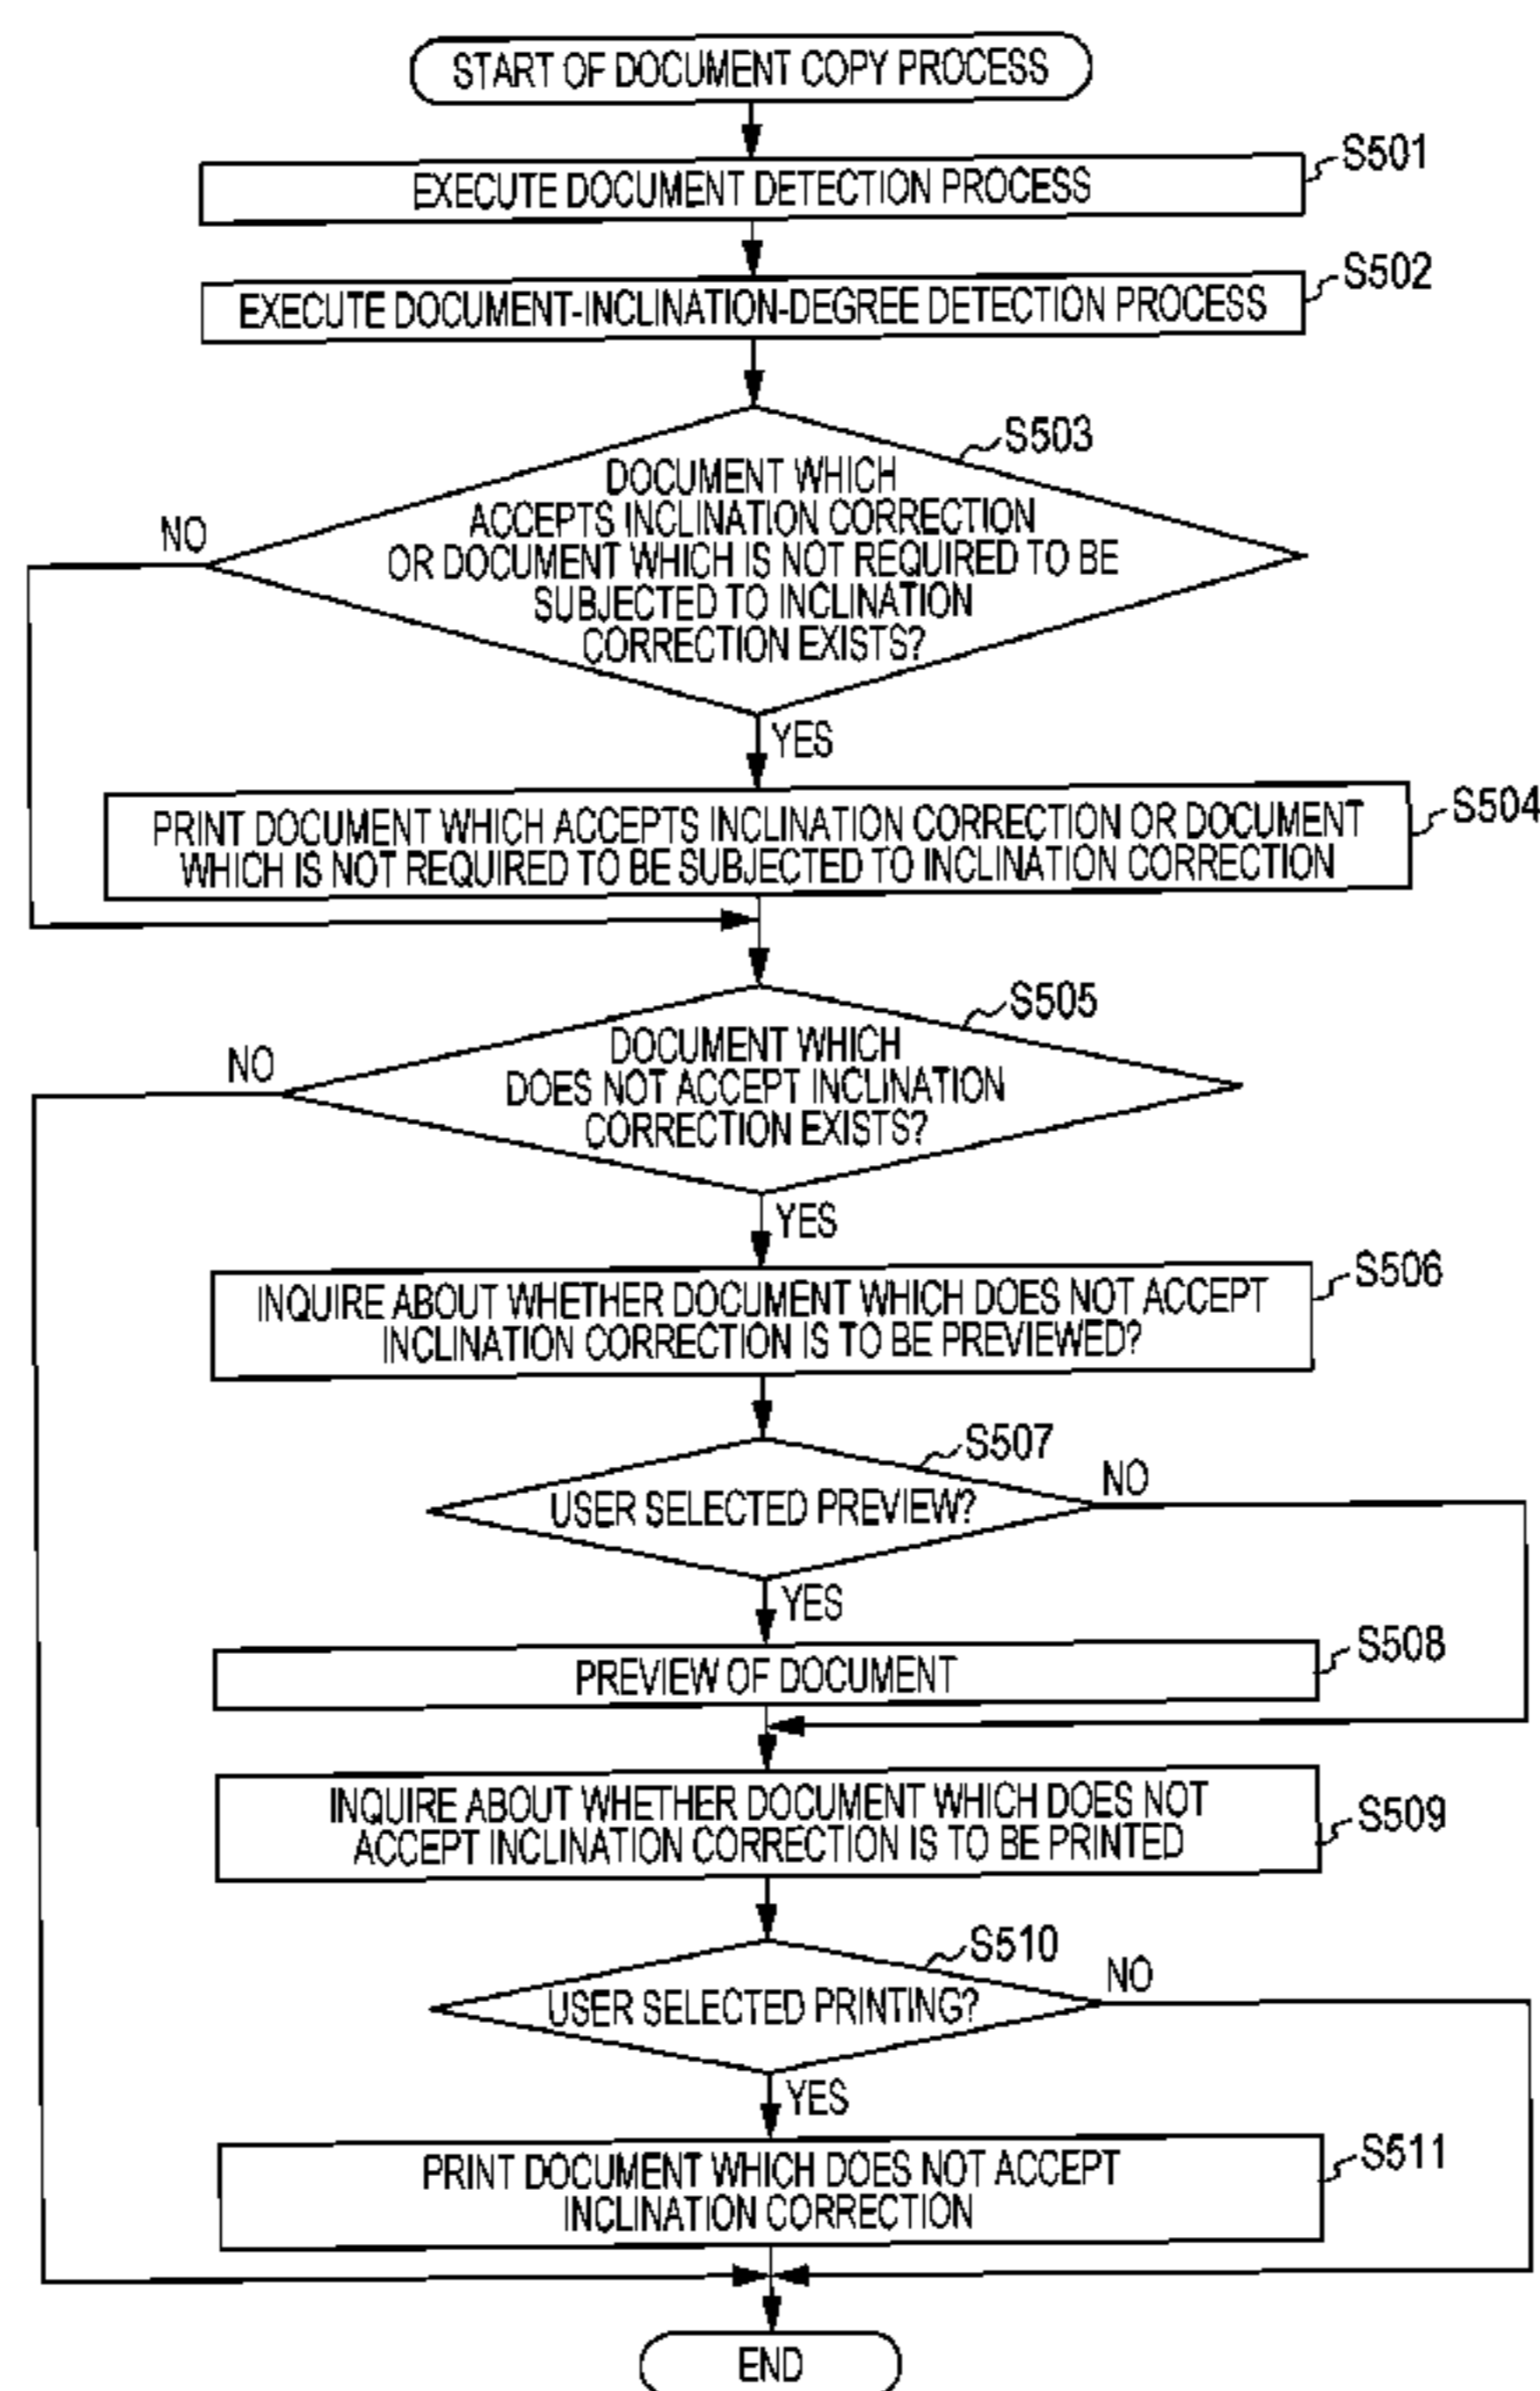 START OF DOCUMENT COPY PROCESS
S501
EXECUTE DOCUMENT DETECTION PROCESS
S502
EXECUTE DOCUMENT-INCLINATION-DEGREE DETECTION PROCESS
S503
DOCUMENT WHICH
ACCEPTS INCLINATION CORRECTION
OR DOCUMENT WHICH IS NOT REQUIRED TO BE
SUBJECTED TO INCLINATION
CORRECTION EXISTS?
NO
YES
S504
PRINT DOCUMENT WHICH ACCEPTS INCLINATION CORRECTION OR DOCUMENT
WHICH IS NOT REQUIRED TO BE SUBJECTED TO INCLINATION CORRECTION
S505
DOCUMENT WHICH
DOES NOT ACCEPT INCLINATION
CORRECTION EXISTS?
NO
YES
S506
INQUIRE ABOUT WHETHER DOCUMENT WHICH DOES NOT ACCEPT
INCLINATION CORRECTION IS TO BE PREVIEWED?
S507
USER SELECTED PREVIEW?
NO
YES
S508
PREVIEW OF DOCUMENT
S509
INQUIRE ABOUT WHETHER DOCUMENT WHICH DOES NOT
ACCEPT INCLINATION CORRECTION IS TO BE PRINTED
S510
USER SELECTED PRINTING?
NO
YES
S511
PRINT DOCUMENT WHICH DOES NOT ACCEPT
INCLINATION CORRECTION
END